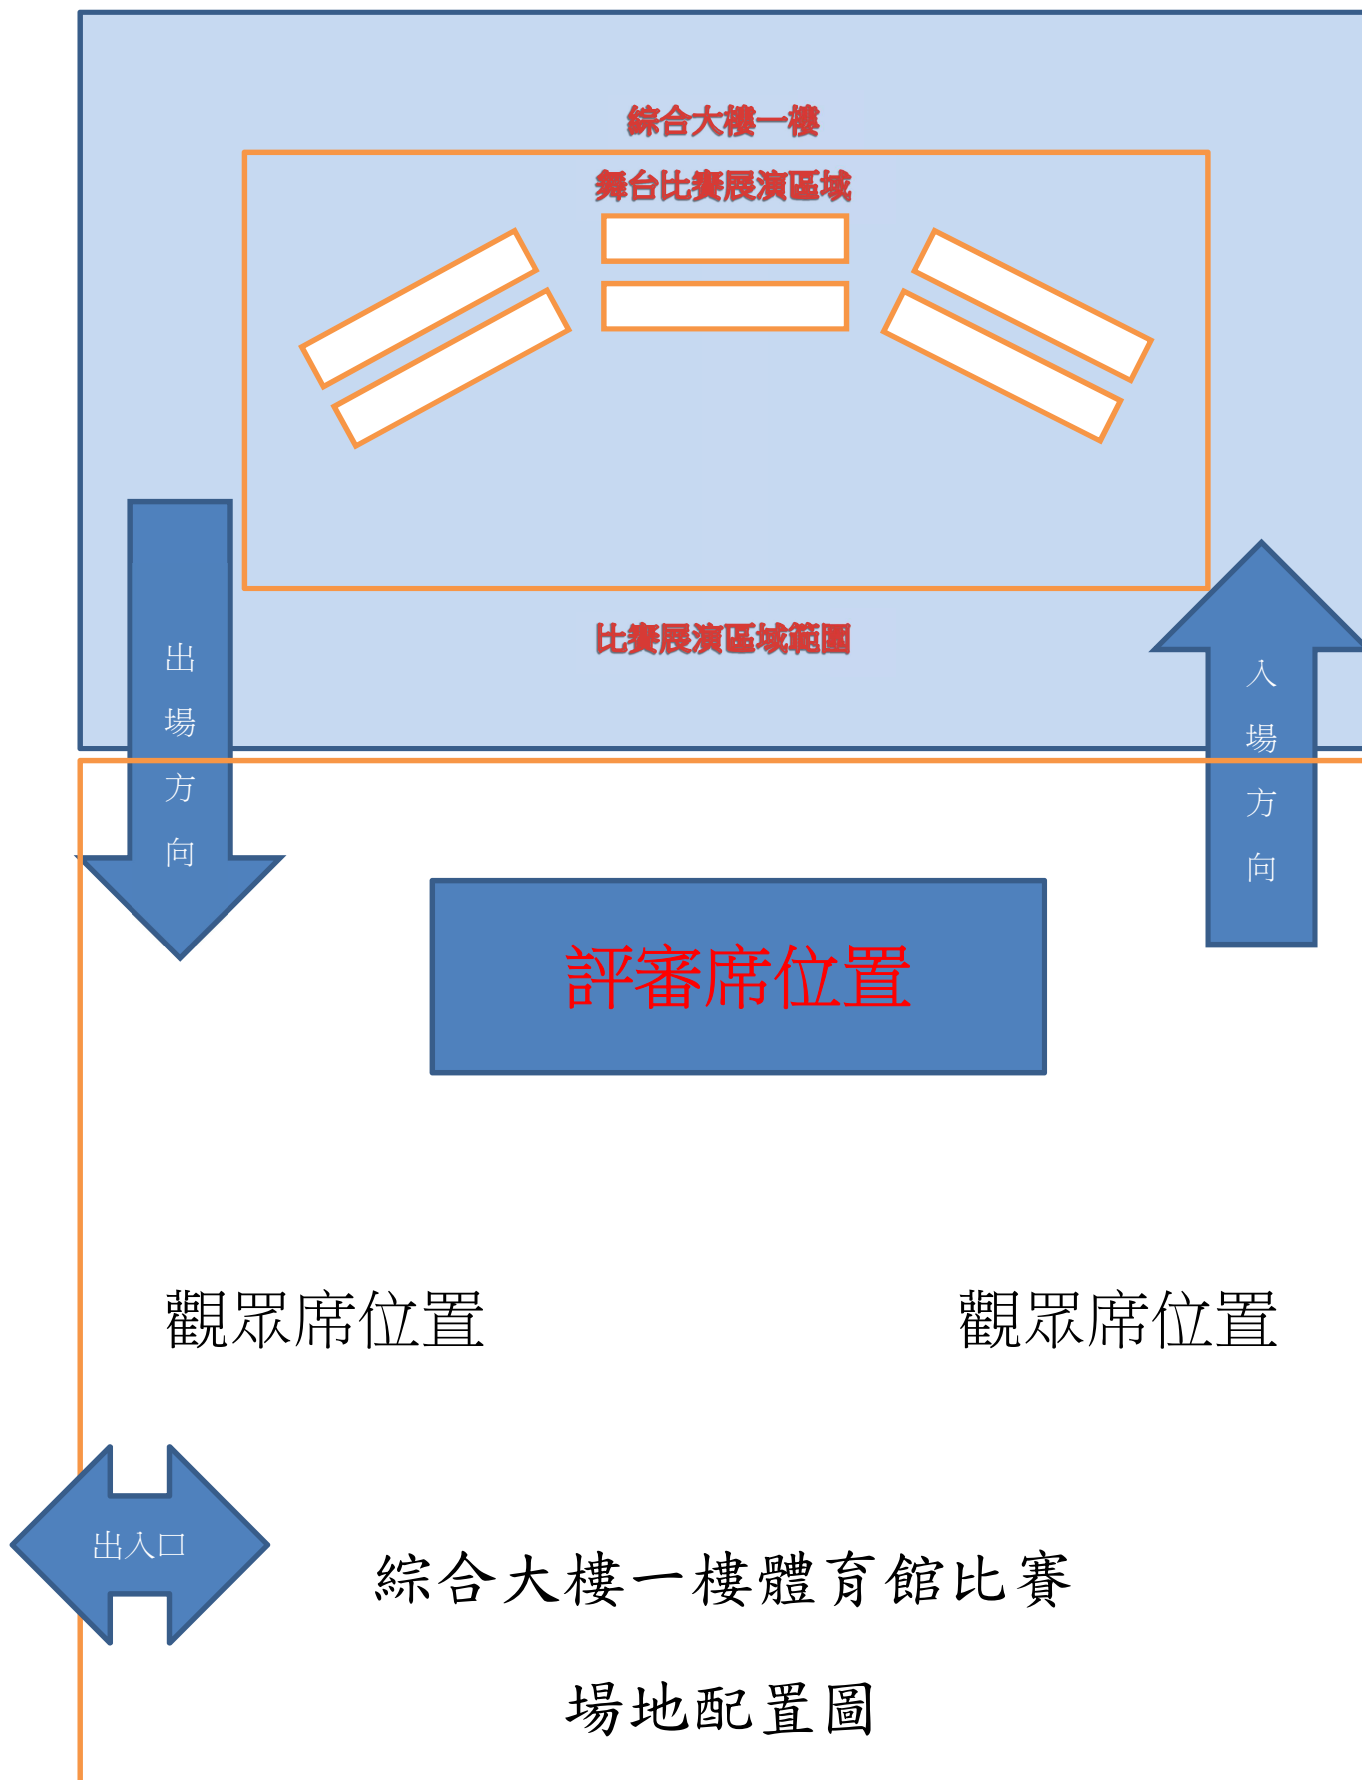 綜合大樓一樓
舞台比賽展演區域
比賽展演區域範圍
出場方向
入場方向
評審席位置
觀眾席位置
觀眾席位置
出入口
綜合大樓一樓體育館比賽
場地配置圖